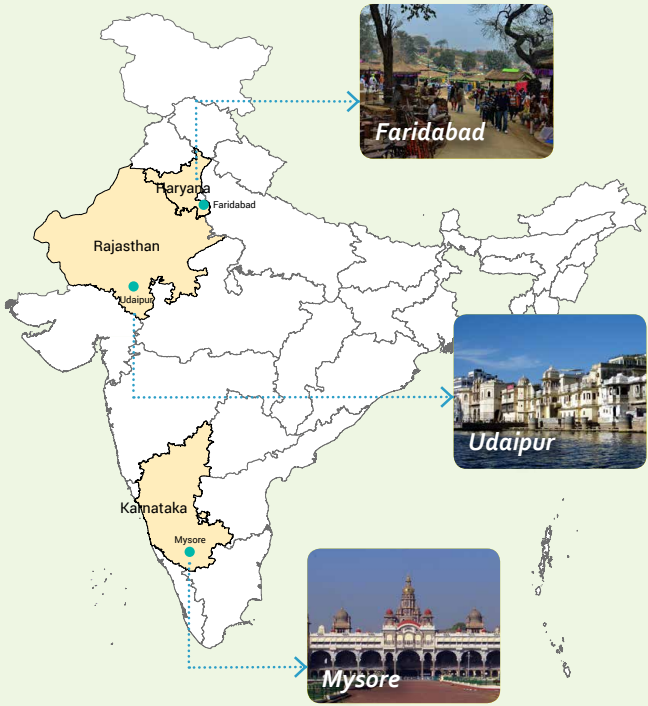 Faridabad
Haryana
Faridabad
Rajasthan
Udaipur
Udaipur
Karnataka
Mysore
Mysore